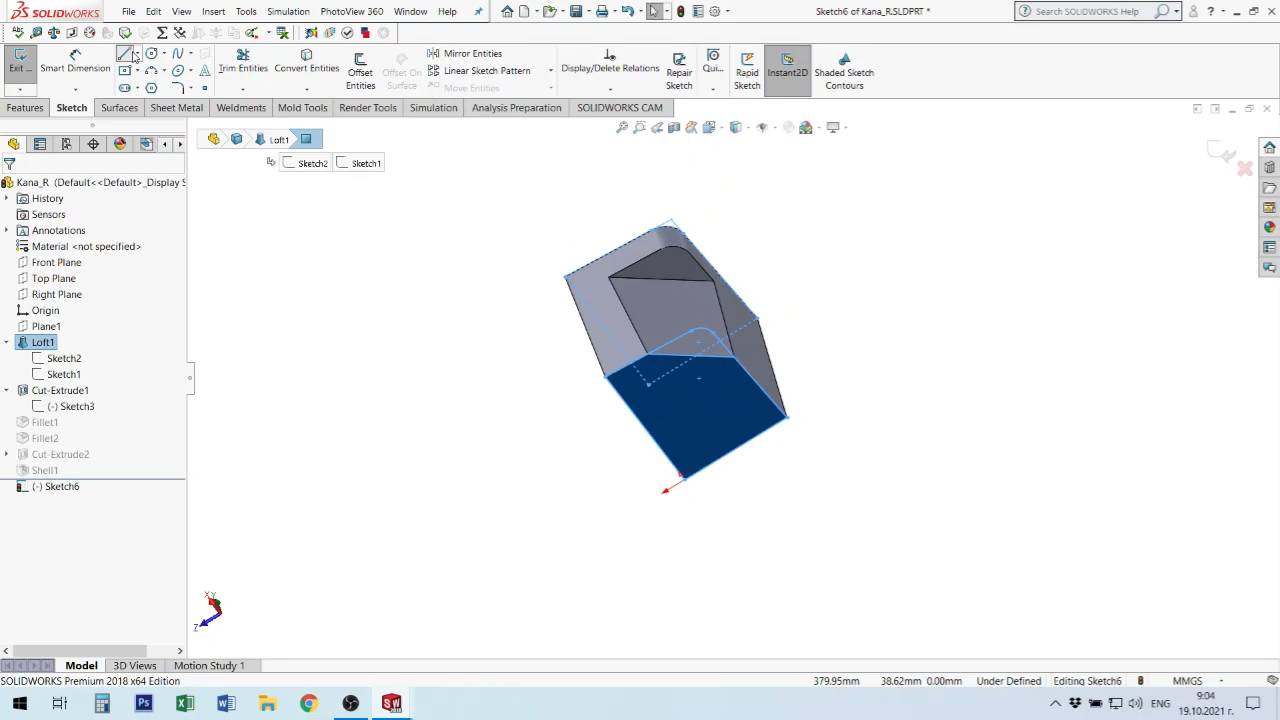 SOLIDWORKS File Edit View Insert Tools Simulation PhotoView 360 Window Help Sketch6 of Kana_R.SLDPRT * Search SOLIDWORKS Help
Exit ... Smart Dimension Trim Entities Convert Entities Offset Entities Offset On Surface Mirror Entities Linear Sketch Pattern Move Entities Display/Delete Relations Repair Sketch Qui... Rapid Sketch Instant2D Shaded Sketch Contours
Features Sketch Surfaces Sheet Metal Weldments Mold Tools Render Tools Simulation Analysis Preparation SOLIDWORKS CAM
Loft1
Sketch2 Sketch1
Kana_R (Default<<Default>_Display S
History
Sensors
Annotations
Material <not specified>
Front Plane
Top Plane
Right Plane
Origin
Plane1
Loft1
Sketch2
Sketch1
Cut-Extrude1
(-) Sketch3
Fillet1
Fillet2
Cut-Extrude2
Shell1
(-) Sketch6
X Y
Z
Model 3D Views Motion Study 1
SOLIDWORKS Premium 2018 x64 Edition 379.95mm 38.62mm 0.00mm Under Defined Editing Sketch6 MMGS
ENG 9:04
19.10.2021 г.